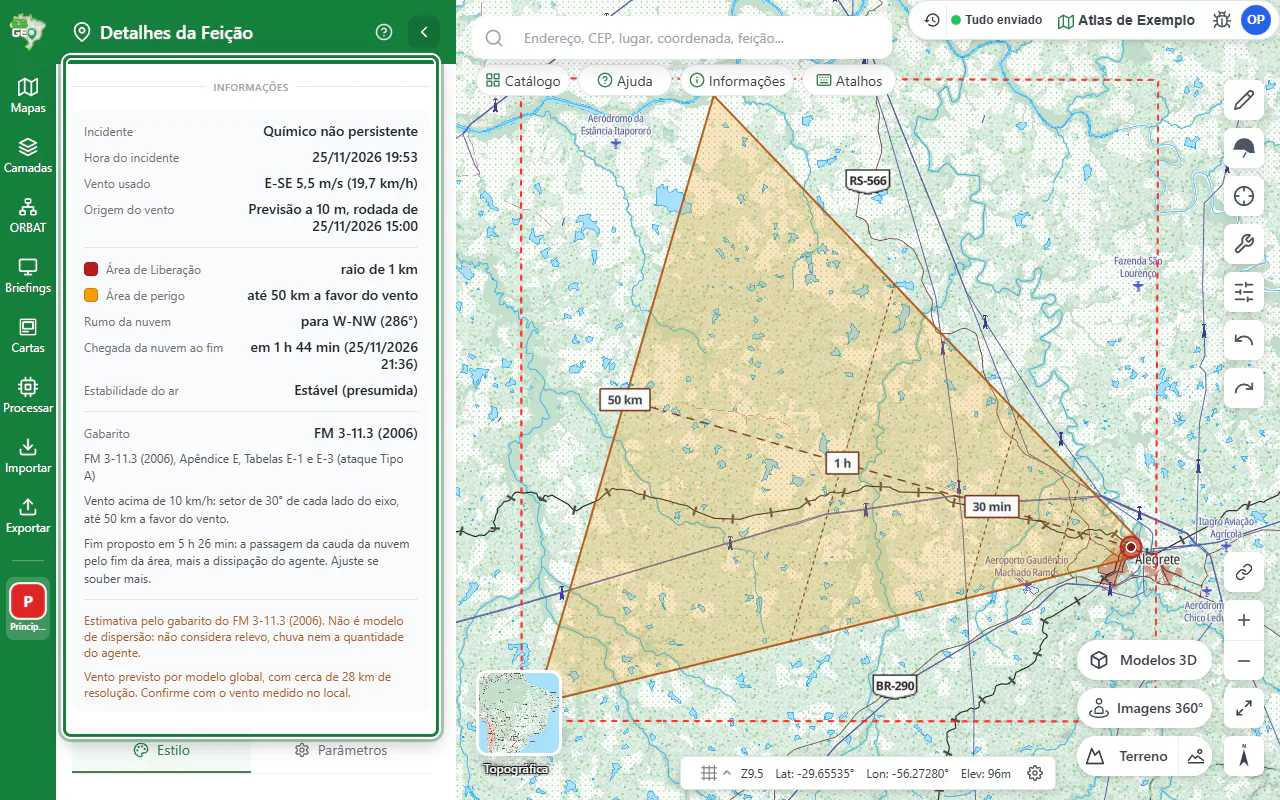 EB
GEO
Detalhes da Feição
Endereço, CEP, lugar, coordenada, feição...
Tudo enviado
Atlas de Exemplo
OP
Catálogo
Ajuda
Informações
Atalhos
Mapas
Camadas
ORBAT
Briefings
Cartas
Processar
Importar
Exportar
P
Princip...
INFORMAÇÕES
Incidente
Químico não persistente
Hora do incidente
25/11/2026 19:53
Vento usado
E-SE 5,5 m/s (19,7 km/h)
Origem do vento
Previsão a 10 m, rodada de
25/11/2026 15:00
Área de Liberação
raio de 1 km
Área de perigo
até 50 km a favor do vento
Rumo da nuvem
para W-NW (286°)
Chegada da nuvem ao fim
em 1 h 44 min (25/11/2026
21:36)
Estabilidade do ar
Estável (presumida)
Gabarito
FM 3-11.3 (2006)
FM 3-11.3 (2006), Apêndice E, Tabelas E-1 e E-3 (ataque Tipo
A)
Vento acima de 10 km/h: setor de 30° de cada lado do eixo,
até 50 km a favor do vento.
Fim proposto em 5 h 26 min: a passagem da cauda da nuvem
pelo fim da área, mais a dissipação do agente. Ajuste se
souber mais.
Estimativa pelo gabarito do FM 3-11.3 (2006). Não é modelo
de dispersão: não considera relevo, chuva nem a quantidade
do agente.
Vento previsto por modelo global, com cerca de 28 km de
resolução. Confirme com o vento medido no local.
Estilo
Parâmetros
Aeródromo da
Estância Itapororó
RS-566
Fazenda São
Lourenço
50 km
1 h
30 min
Itagro Aviação
Agrícola
Aeroporto Gaudêncio
Machado Ramos
Alegrete
Aeródromo
Chico Ledu
BR-290
Modelos 3D
Imagens 360°
Terreno
N
Topográfica
Z9.5
Lat: -29.65535°
Lon: -56.27280°
Elev: 96m